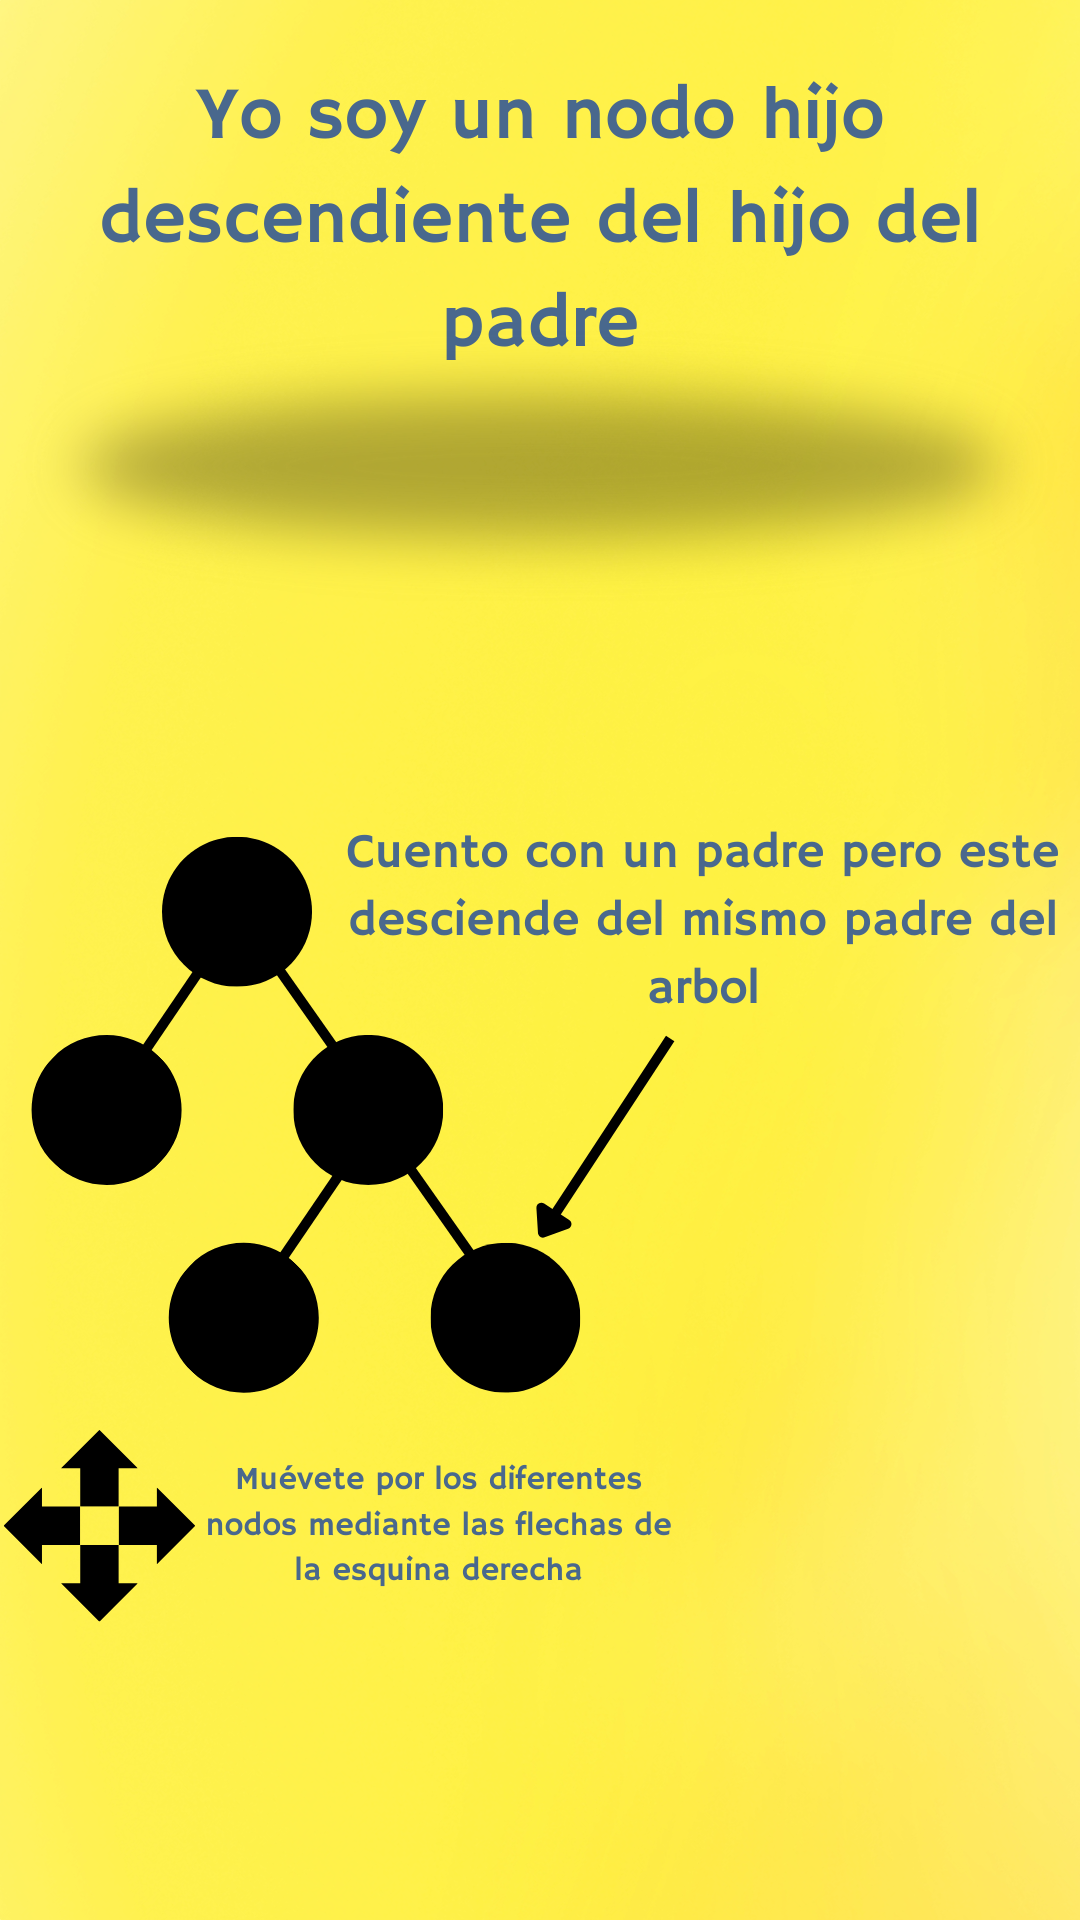 Yo soy un nodo hijo
descendiente del hijo del
padre
Cuento con un padre pero este
desciende del mismo padre del
arbol
Muévete por los diferentes
nodos mediante las flechas de
la esquina derecha